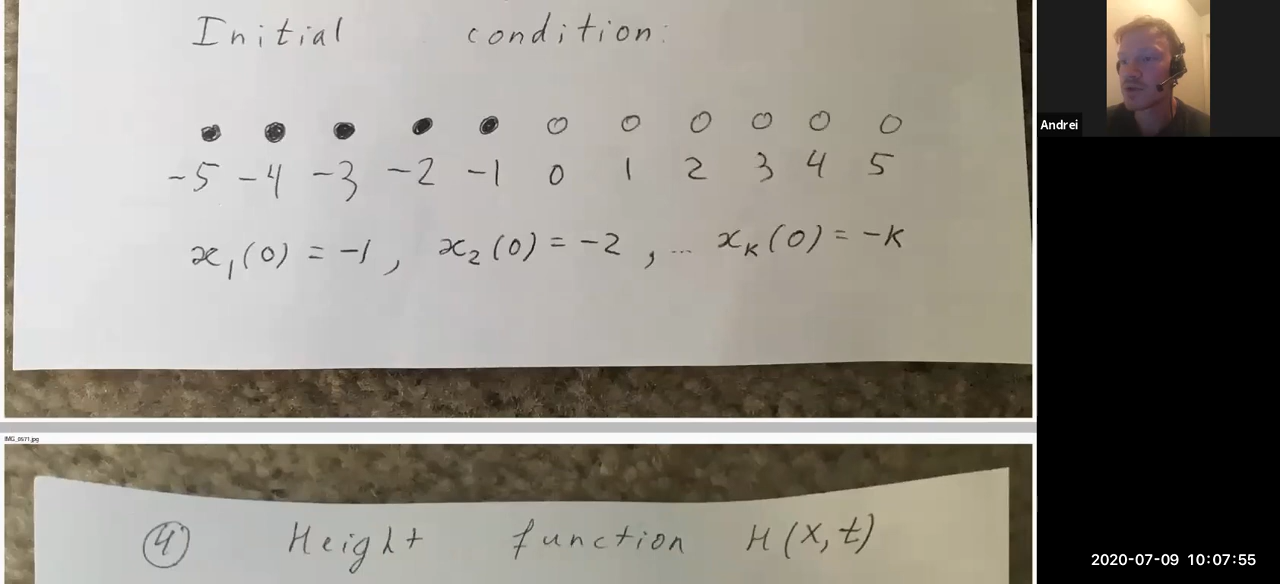 Initial condition:
-5 -4 -3 -2 -1 0 1 2 3 4 5
x₁(0) = -1, x₂(0) = -2, ... xₖ(0) = -k
IMG_0571.jpg
④ Height function H(x,t)
Andrei
2020-07-09 10:07:55